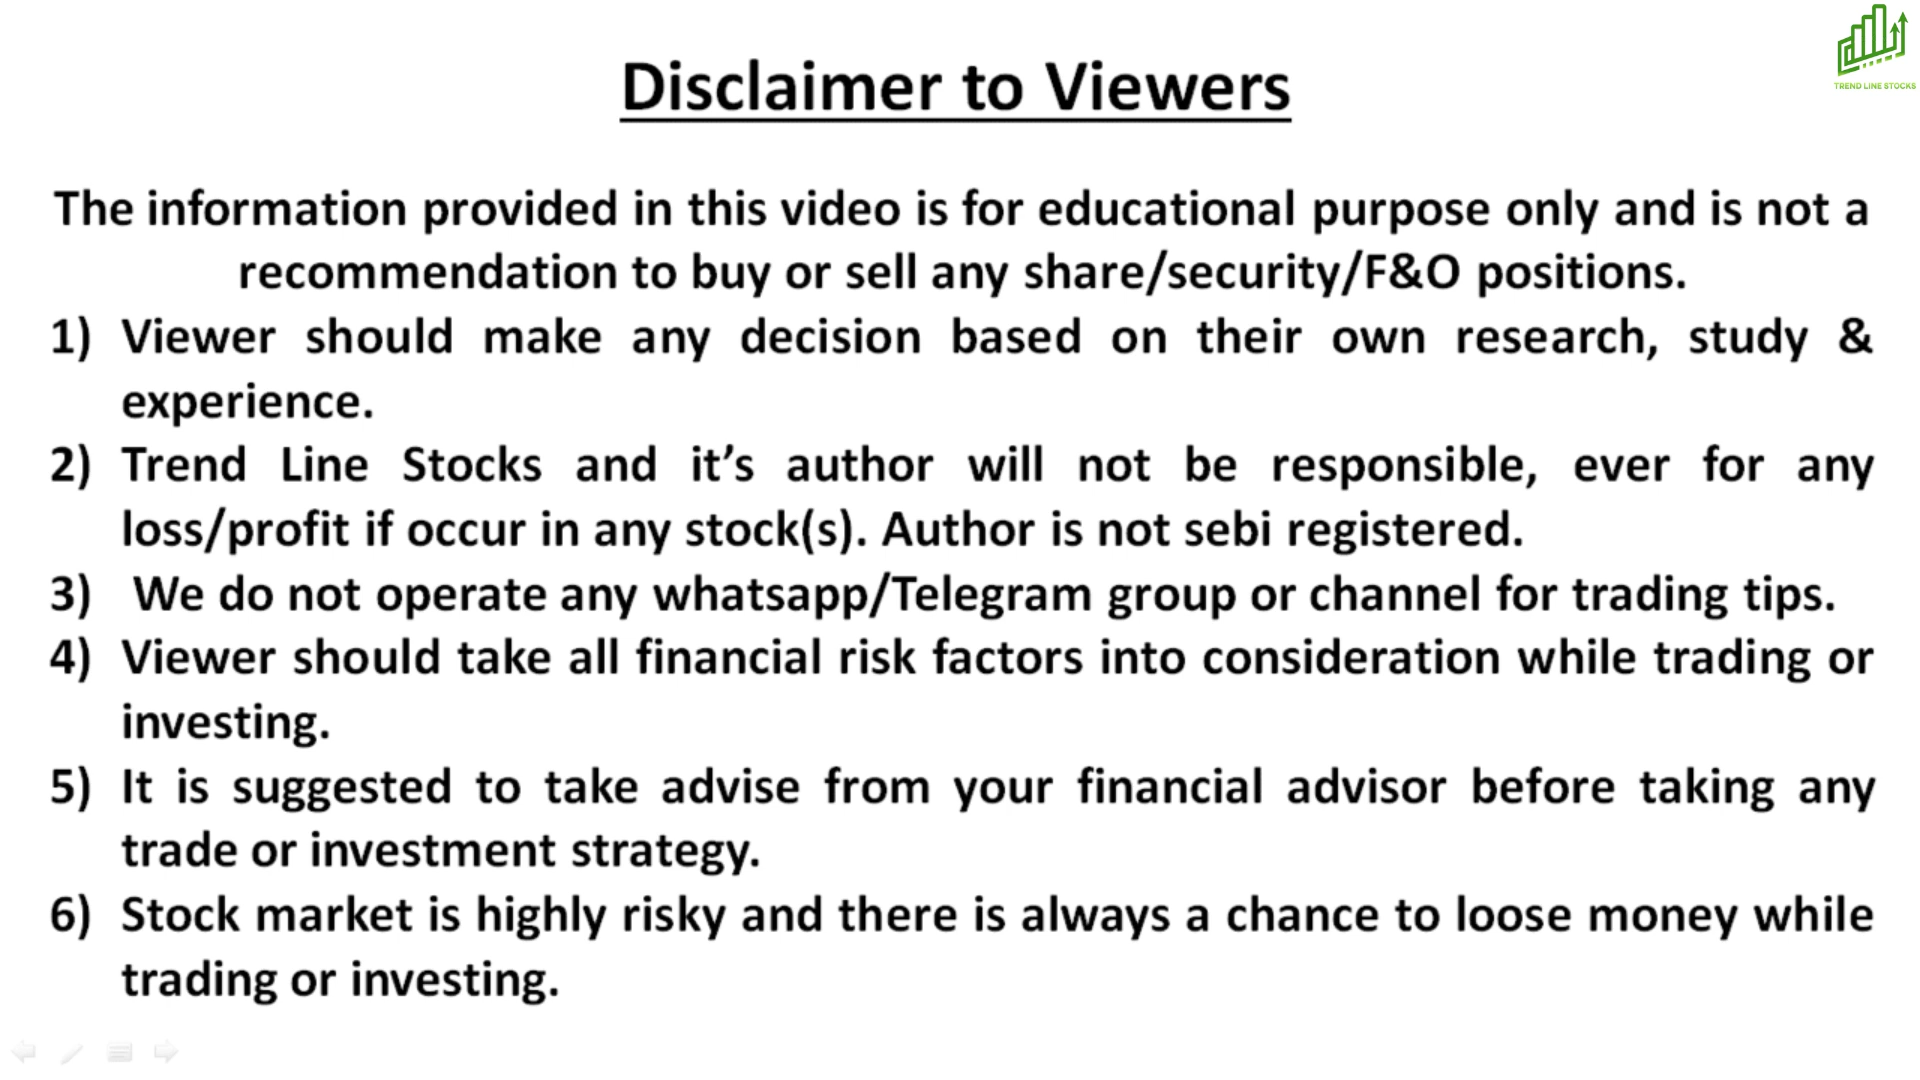 TREND LINE STOCKS
Disclaimer to Viewers
The information provided in this video is for educational purpose only and is not a
recommendation to buy or sell any share/security/F&O positions.
1) Viewer should make any decision based on their own research, study &
experience.
2) Trend Line Stocks and it’s author will not be responsible, ever for any
loss/profit if occur in any stock(s). Author is not sebi registered.
3) We do not operate any whatsapp/Telegram group or channel for trading tips.
4) Viewer should take all financial risk factors into consideration while trading or
investing.
5) It is suggested to take advise from your financial advisor before taking any
trade or investment strategy.
6) Stock market is highly risky and there is always a chance to loose money while
trading or investing.